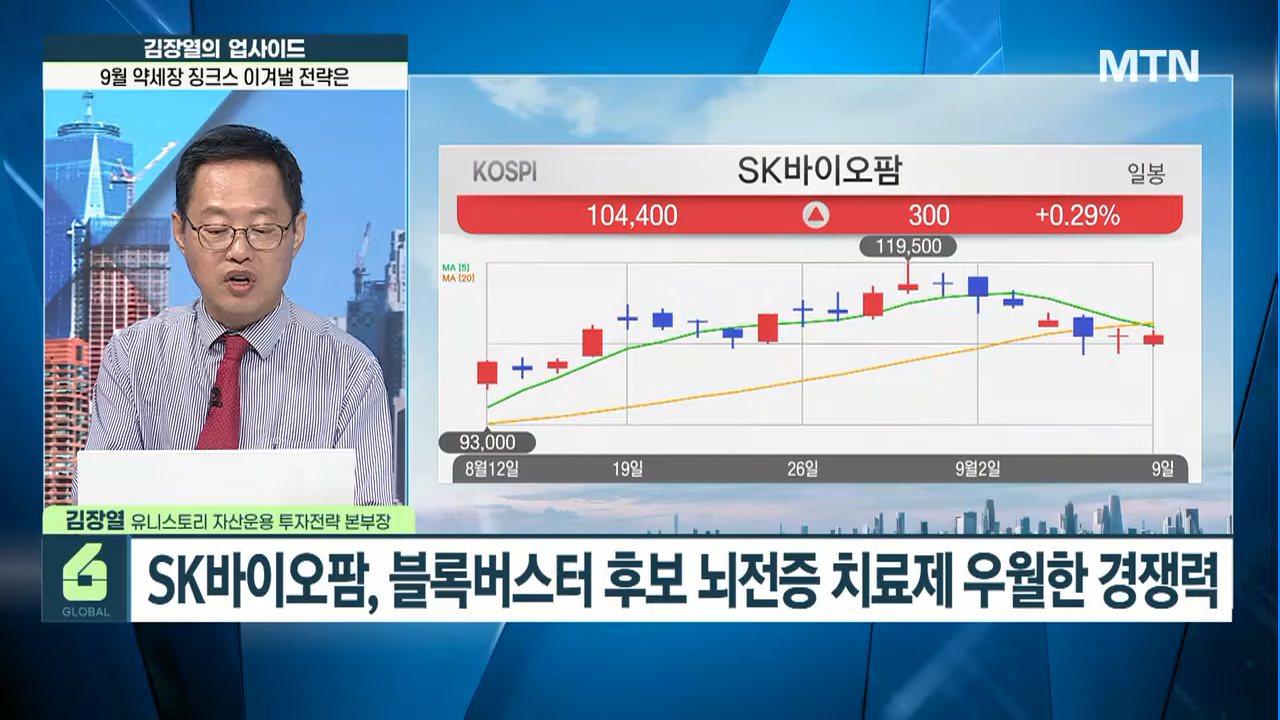 김장열의 업사이드
9월 약세장 징크스 이겨낼 전략은
MTN
KOSPI
SK바이오팜
일봉
104,400
300
+0.29%
119,500
MA [5]
MA [20]
93,000
8월12일
19일
26일
9월2일
9일
김장열 유니스토리 자산운용 투자전략 본부장
6
GLOBAL
SK바이오팜, 블록버스터 후보 뇌전증 치료제 우월한 경쟁력